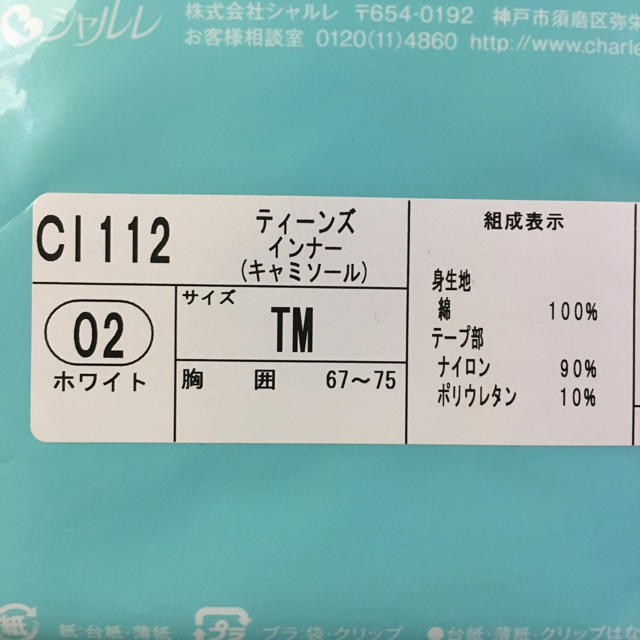 シャルレ
株式会社シャルレ 〒654-0192 神戸市須磨区弥栄
お客様相談室 0120(11)4860 http://www.charle
CI112
ティーンズ
インナー
(キャミソール)
02
ホワイト
サイズ
TM
胸 囲 67～75
組成表示
身生地
綿 100%
テープ部
ナイロン 90%
ポリウレタン 10%
紙 紙・台紙・薄紙
プラ プラ・袋・クリップ
●台紙・薄紙・クリップはな